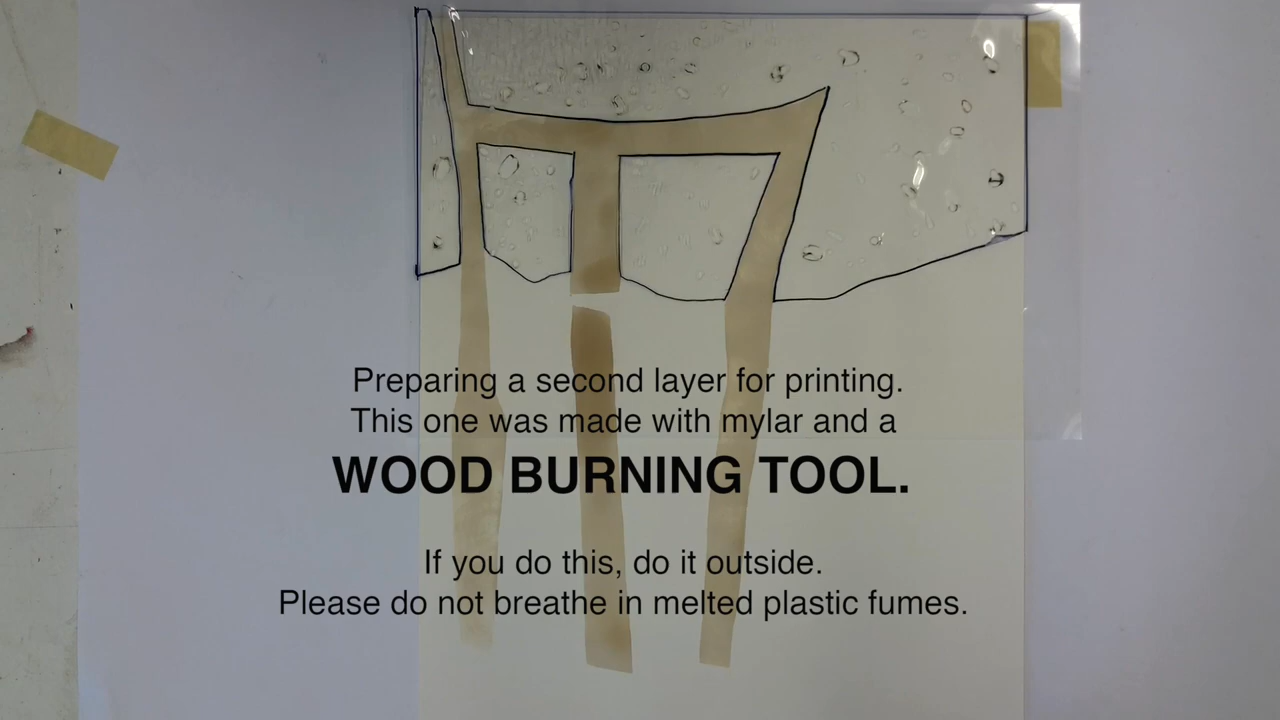 Preparing a second layer for printing.
This one was made with mylar and a
WOOD BURNING TOOL.
If you do this, do it outside.
Please do not breathe in melted plastic fumes.